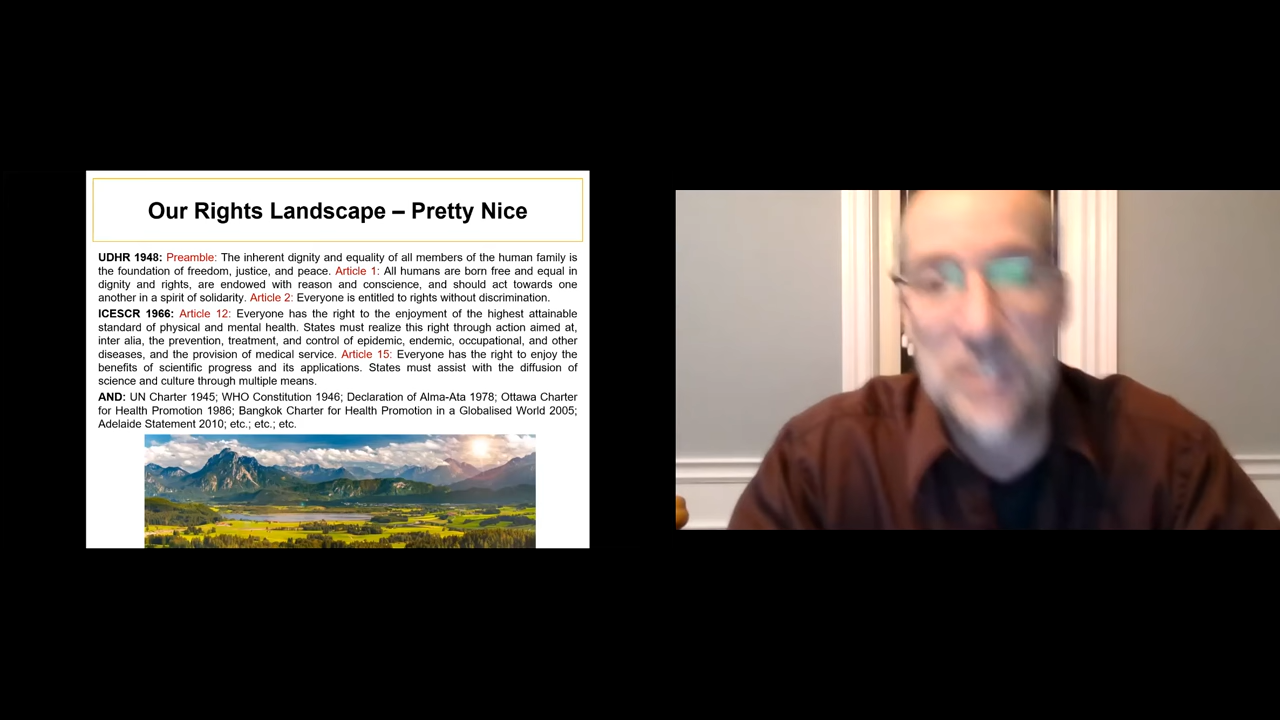 Our Rights Landscape – Pretty Nice
UDHR 1948: Preamble: The inherent dignity and equality of all members of the human family is
the foundation of freedom, justice, and peace. Article 1: All humans are born free and equal in
dignity and rights, are endowed with reason and conscience, and should act towards one
another in a spirit of solidarity. Article 2: Everyone is entitled to rights without discrimination.
ICESCR 1966: Article 12: Everyone has the right to the enjoyment of the highest attainable
standard of physical and mental health. States must realize this right through action aimed at,
inter alia, the prevention, treatment, and control of epidemic, endemic, occupational, and other
diseases, and the provision of medical service. Article 15: Everyone has the right to enjoy the
benefits of scientific progress and its applications. States must assist with the diffusion of
science and culture through multiple means.
AND: UN Charter 1945; WHO Constitution 1946; Declaration of Alma-Ata 1978; Ottawa Charter
for Health Promotion 1986; Bangkok Charter for Health Promotion in a Globalised World 2005;
Adelaide Statement 2010; etc.; etc.; etc.